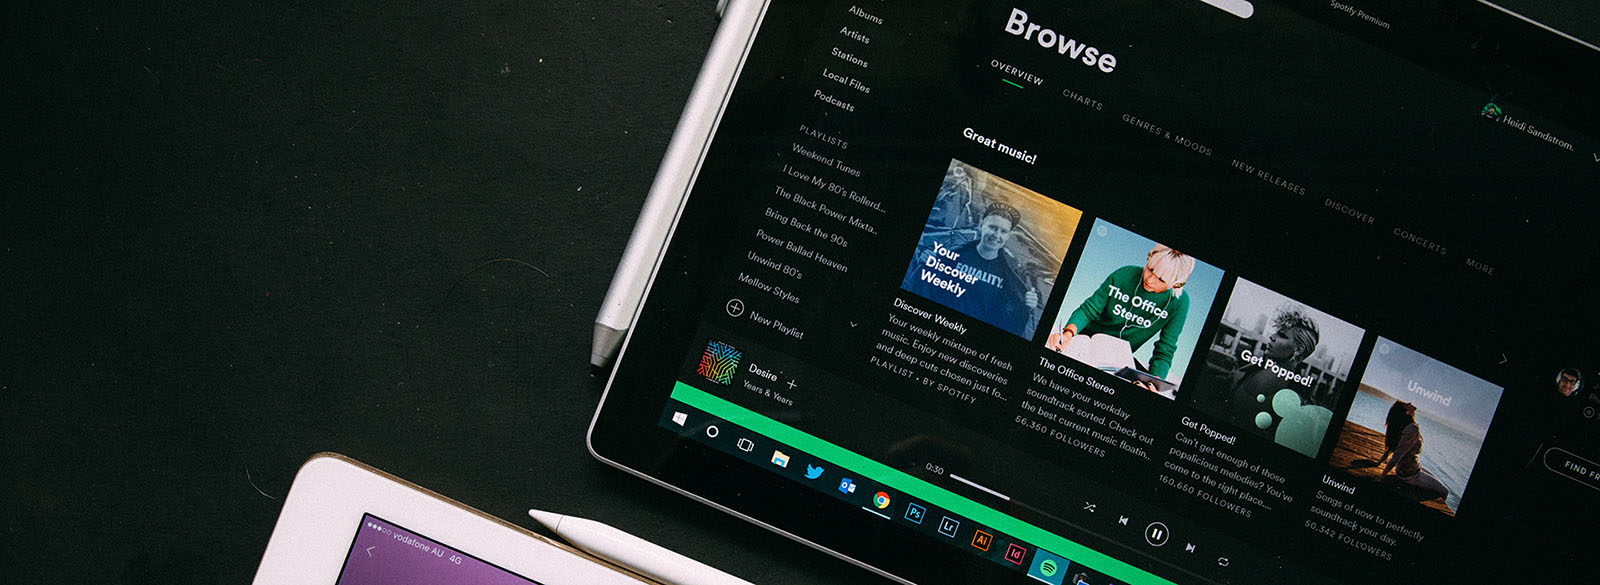 Albums
Artists
Stations
Local Files
Podcasts
PLAYLISTS
Weekend Tunes
I Love My 80's Rollerd...
The Black Power Mixta...
Bring Back the 90s
Power Ballad Heaven
Unwind 80's
Mellow Styles
New Playlist
Desire
Years & Years
Spotify Premium
Heidi Sandstrom.
Browse
OVERVIEW
CHARTS
GENRES & MOODS
NEW RELEASES
DISCOVER
CONCERTS
MORE
Great music!
EQUALITY.
Your
Discover
Weekly
Discover Weekly
Your weekly mixtape of fresh
music. Enjoy new discoveries
and deep cuts chosen just fo...
PLAYLIST • BY SPOTIFY
The Office
Stereo
The Office Stereo
We have your workday
soundtrack sorted. Check out
the best current music floatin...
56,350 FOLLOWERS
Get Popped!
Get Popped!
Can't get enough of those
popalicious melodies? You've
come to the right place....
160,650 FOLLOWERS
Unwind
Unwind
Songs of now to perfectly
soundtrack your day.
50,342 FOLLOWERS
FIND FR
0:30
Ps
Lr
Ai
Id
vodafone AU 4G